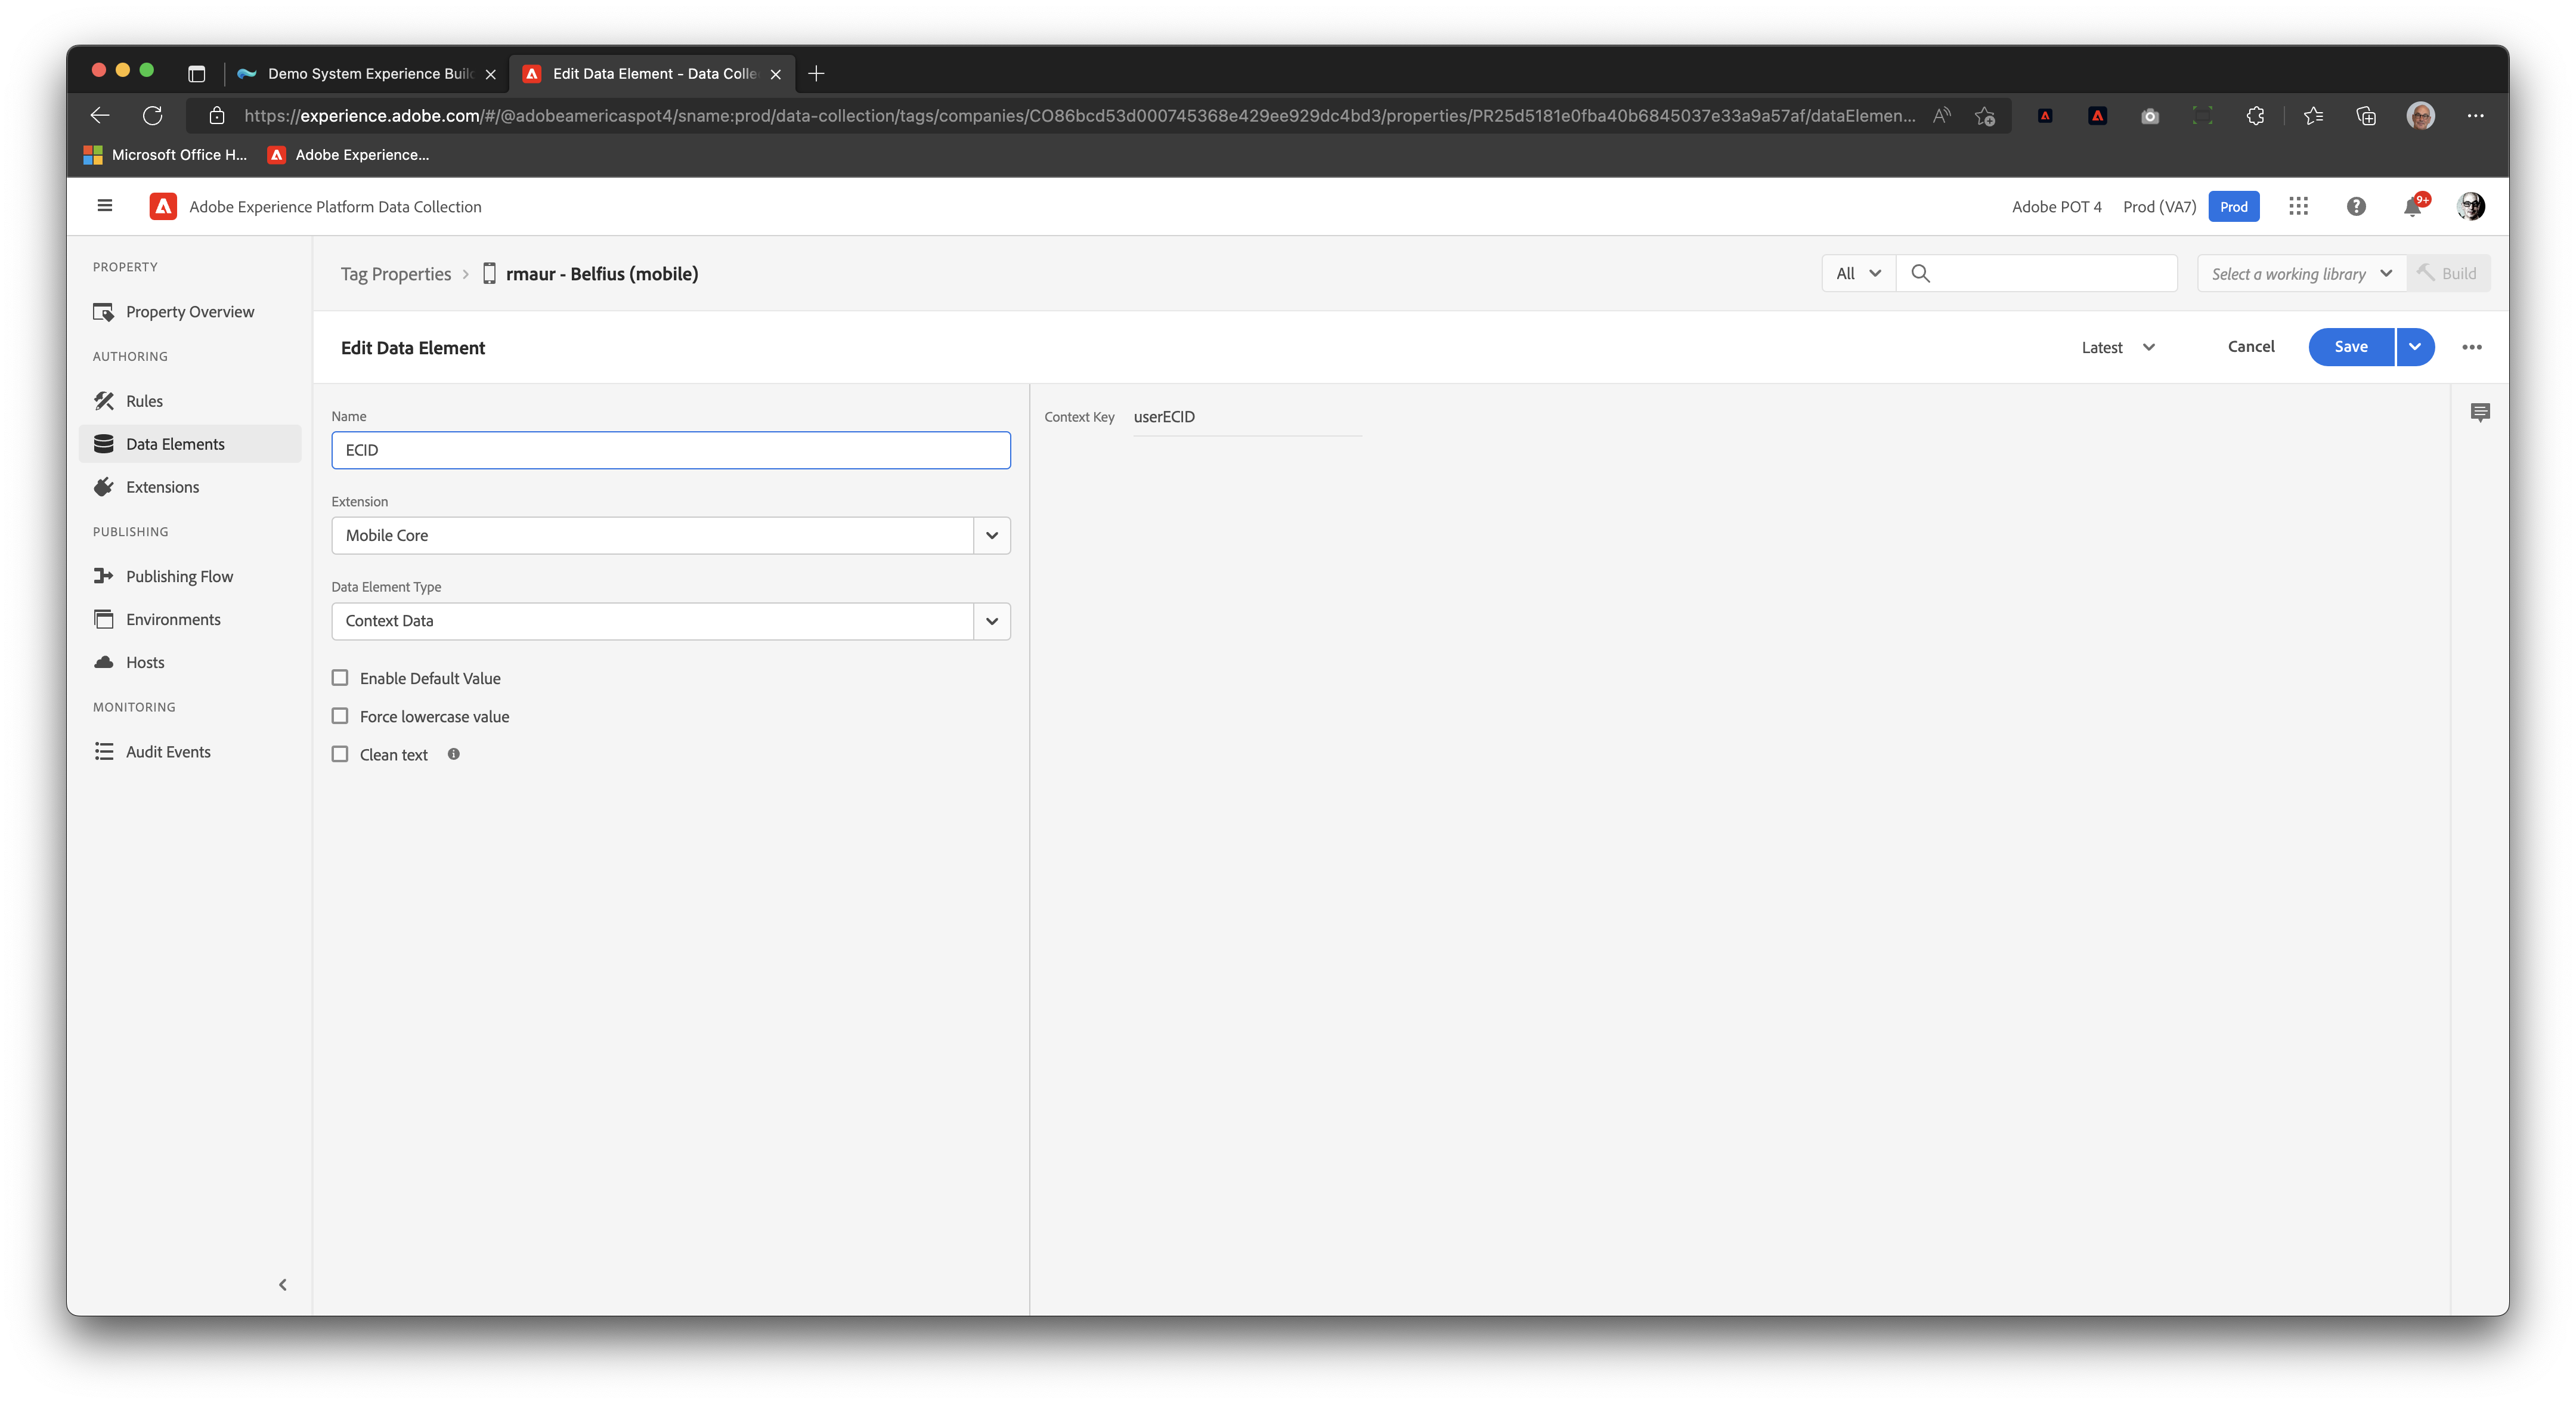 Demo System Experience Buil
Edit Data Element - Data Colle
https://experience.adobe.com/#/@adobeamericaspot4/sname:prod/data-collection/tags/companies/CO86bcd53d000745368e429ee929dc4bd3/properties/PR25d5181e0fba40b6845037e33a9a57af/dataElemen...
Microsoft Office H...
Adobe Experience...
Adobe Experience Platform Data Collection
Adobe POT 4
Prod (VA7)
Prod
9+
PROPERTY
Property Overview
AUTHORING
Rules
Data Elements
Extensions
PUBLISHING
Publishing Flow
Environments
Hosts
MONITORING
Audit Events
Tag Properties
rmaur - Belfius (mobile)
All
Select a working library
Build
Edit Data Element
Latest
Cancel
Save
Name
ECID
Extension
Mobile Core
Data Element Type
Context Data
Enable Default Value
Force lowercase value
Clean text
Context Key
userECID